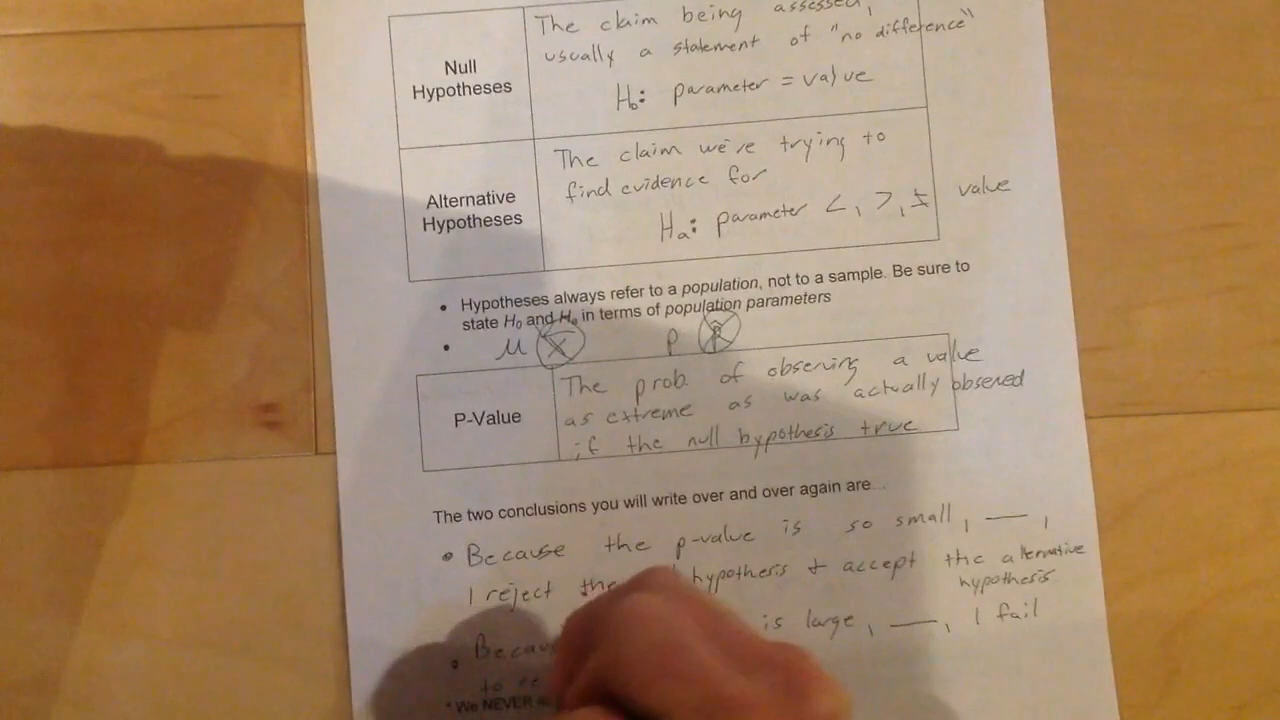 The claim being assessed,
usually a statement of "no difference"
Null
Hypotheses
H₀: parameter = value
The claim we're trying to
find evidence for
Alternative
Hypotheses
Ha: parameter <, >, ≠ value
• Hypotheses always refer to a population, not to a sample. Be sure to
state H₀ and Ha in terms of population parameters
• μ x̄ p p̂
P-Value
The prob. of observing a value
as extreme as was actually observed
if the null hypothesis true
The two conclusions you will write over and over again are...
• Because the p-value is so small, —,
I reject the hypothesis + accept the alternative
hypothesis
• is large, —, I fail
to
* We NEVER